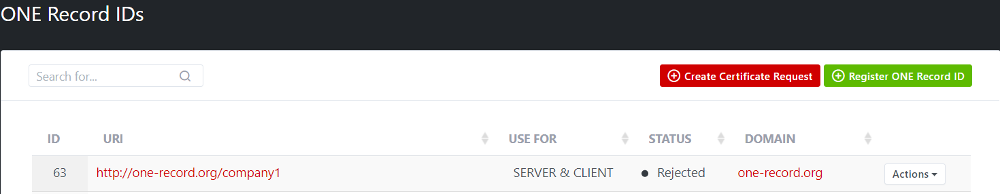 ONE Record IDs
Search for...
Create Certificate Request
Register ONE Record ID
ID URI USE FOR STATUS DOMAIN
63 http://one-record.org/company1 SERVER & CLIENT Rejected one-record.org Actions